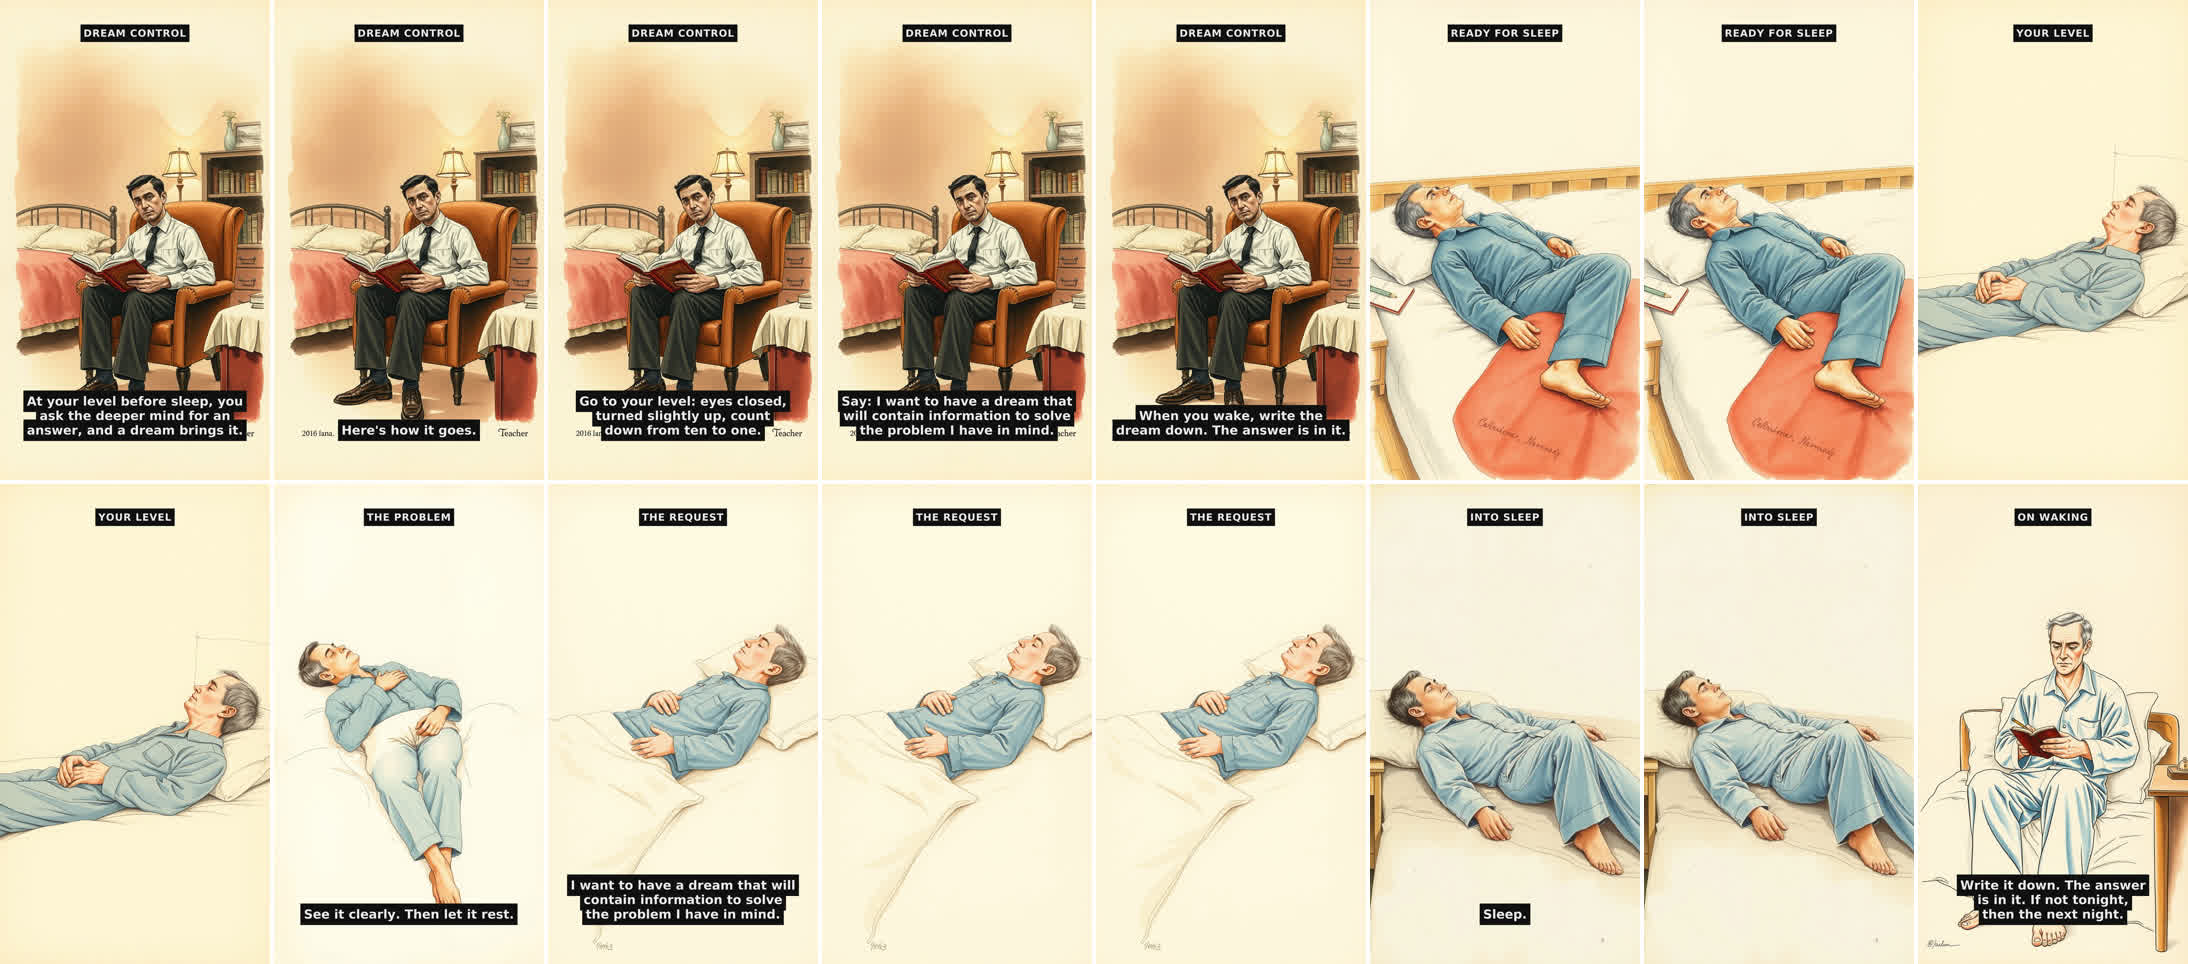 DREAM CONTROL
At your level before sleep, you
ask the deeper mind for an
answer, and a dream brings it.
er
DREAM CONTROL
Here's how it goes.
2016
Teacher
DREAM CONTROL
Go to your level: eyes closed,
turned slightly up, count
down from ten to one.
2016
Teacher
DREAM CONTROL
Say: I want to have a dream that
will contain information to solve
the problem I have in mind.
acher
DREAM CONTROL
When you wake, write the
dream down. The answer is in it.
READY FOR SLEEP
READY FOR SLEEP
YOUR LEVEL
YOUR LEVEL
THE PROBLEM
See it clearly. Then let it rest.
THE REQUEST
I want to have a dream that will
contain information to solve
the problem I have in mind.
THE REQUEST
THE REQUEST
INTO SLEEP
Sleep.
INTO SLEEP
ON WAKING
Write it down. The answer
is in it. If not tonight,
then the next night.